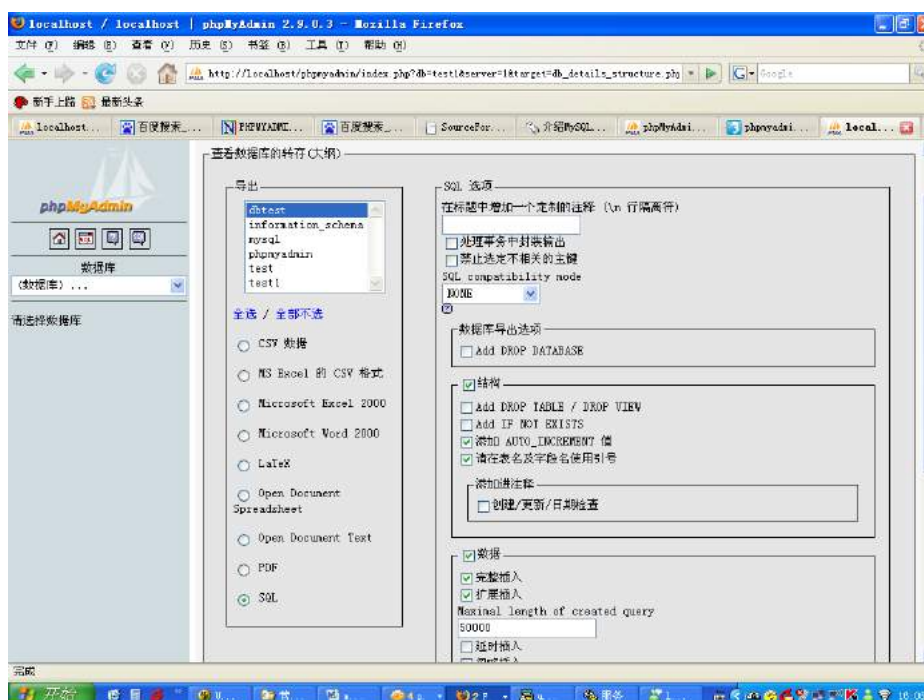 localhost / localhost | phpMyAdmin 2.9.0.3 - Mozilla Firefox
文件 (F) 编辑 (E) 查看 (V) 历史 (S) 书签 (B) 工具 (T) 帮助 (H)
http://localhost/phpmyadmin/index.php?db=test1&server=1&target=db_details_structure.php
Google
新手上路 最新头条
localhost... 百度搜索_... PHPMYADMI... 百度搜索_... SourceFor... 介绍MySQL... phpMyAdmi... phpmyadmi... local...
phpMyAdmin
数据库
(数据库) ...
请选择数据库
查看数据库的转存(大纲)
导出
dbtest
information_schema
mysql
phpmyadmin
test
test1
全选 / 全部不选
CSV 数据
MS Excel 的 CSV 格式
Microsoft Excel 2000
Microsoft Word 2000
LaTeX
Open Document
Spreadsheet
Open Document Text
PDF
SQL
SQL 选项
在标题中增加一个定制的注释 (\n 行隔离符)
处理事务中封装输出
禁止选定不相关的主键
SQL compatibility mode
NONE
数据库导出选项
Add DROP DATABASE
结构
Add DROP TABLE / DROP VIEW
Add IF NOT EXISTS
添加 AUTO_INCREMENT 值
请在表名及字段名使用引号
添加进注释
创建/更新/日期检查
数据
完整插入
扩展插入
Maximal length of created query
50000
延时插入
完成
开始